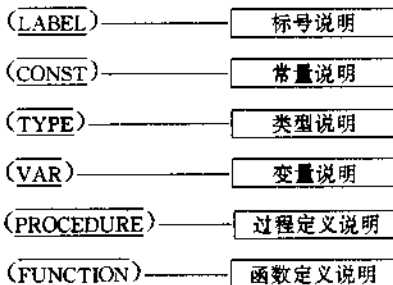 (LABEL) 标号说明
(CONST) 常量说明
(TYPE) 类型说明
(VAR) 变量说明
(PROCEDURE) 过程定义说明
(FUNCTION) 函数定义说明